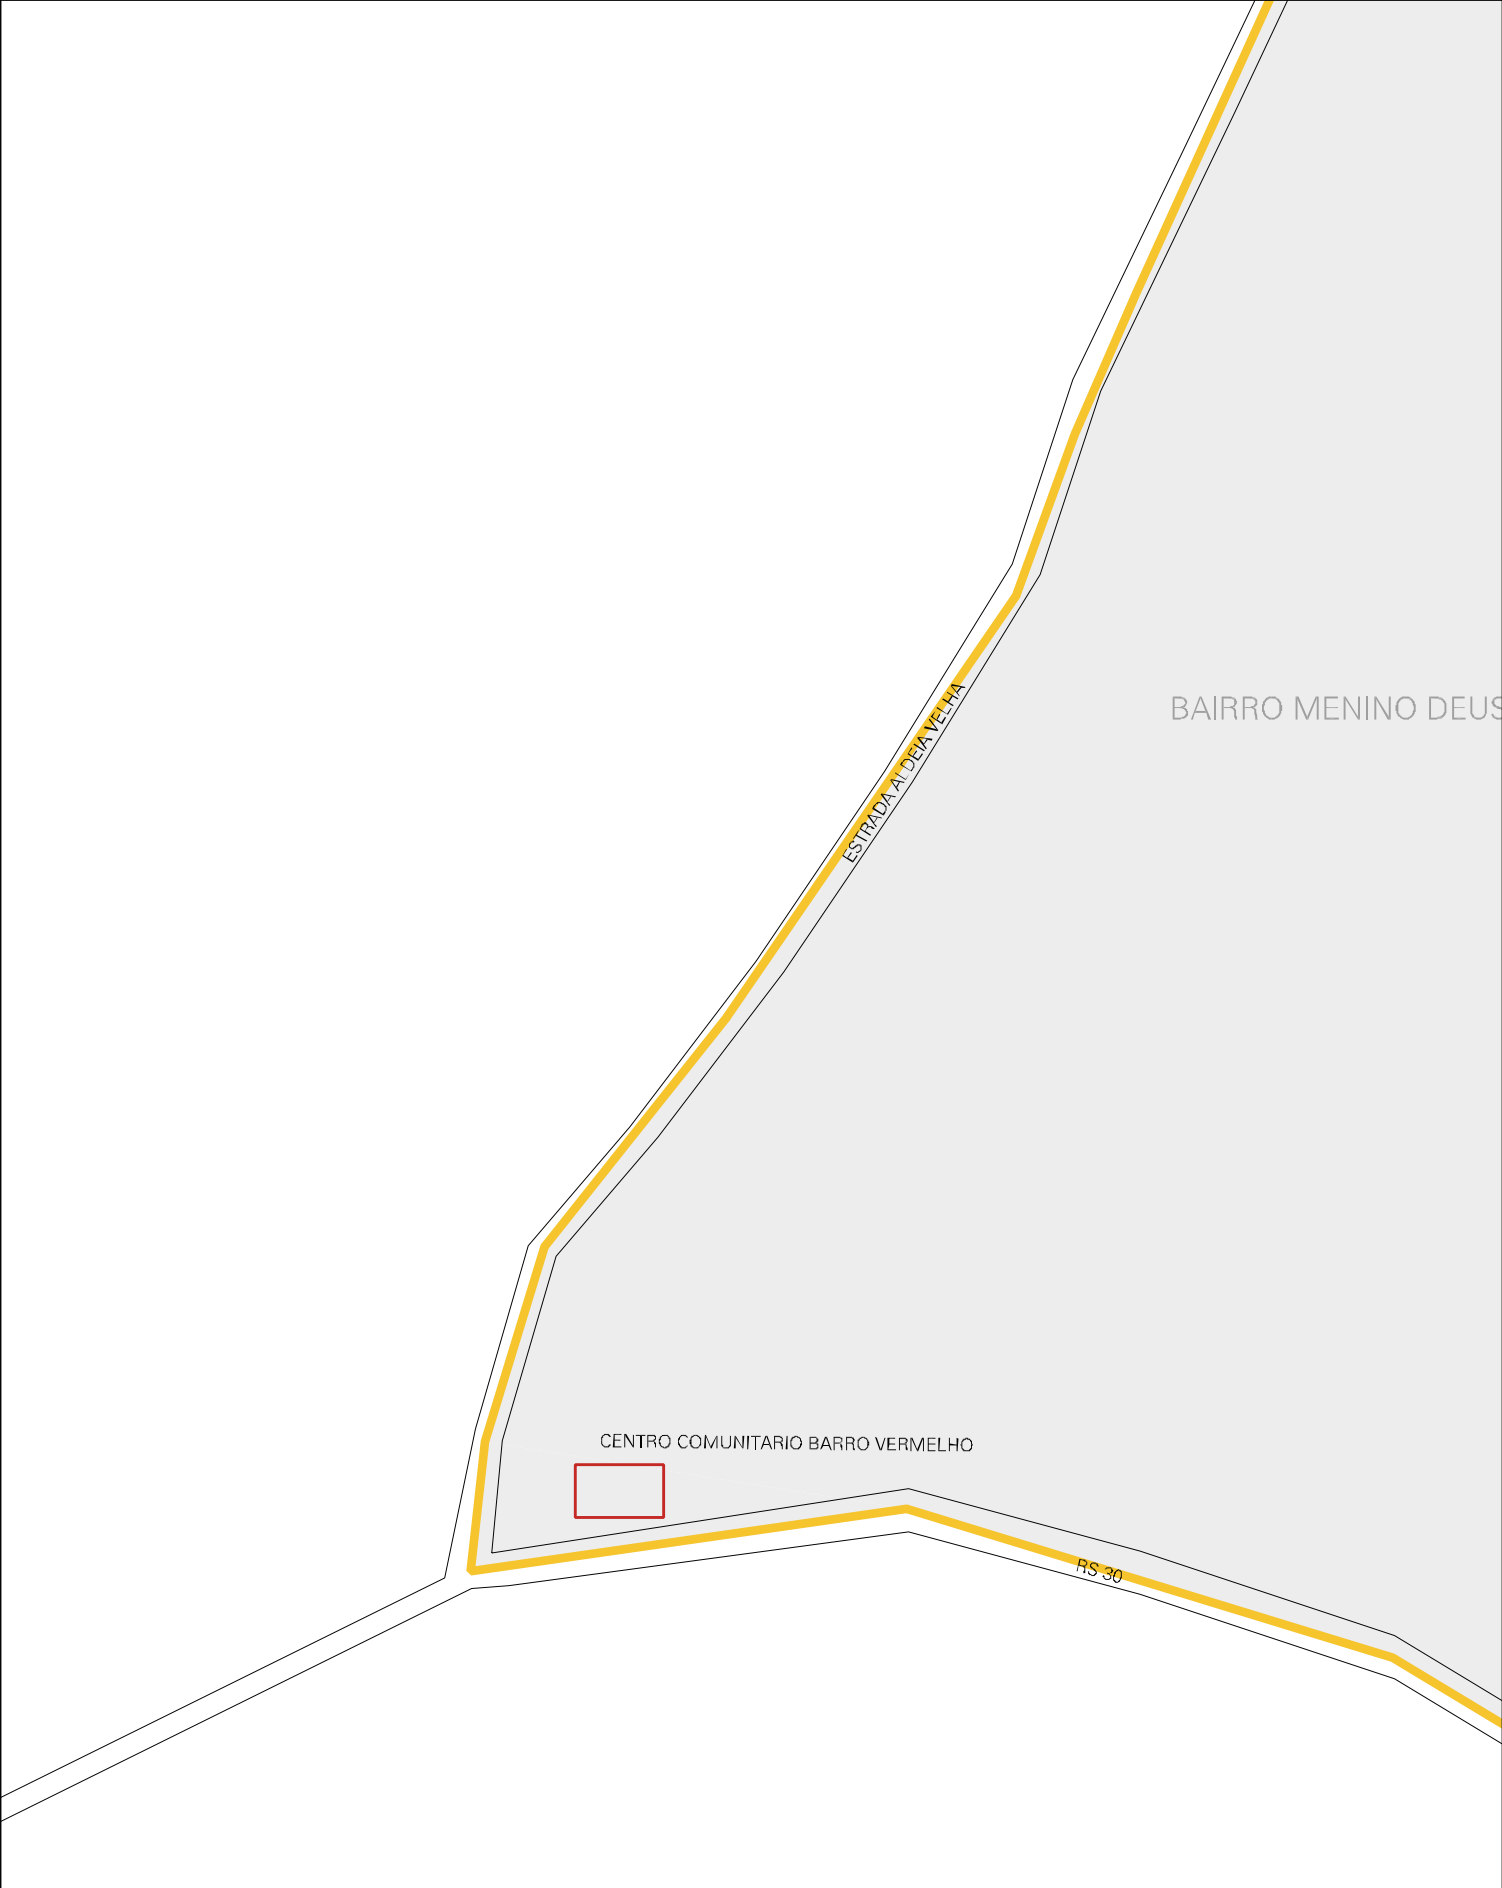 BAIRRO MENINO DEUS
ESTRADA ALDEIA VELHA
CENTRO COMUNITARIO BARRO VERMELHO
RS 30